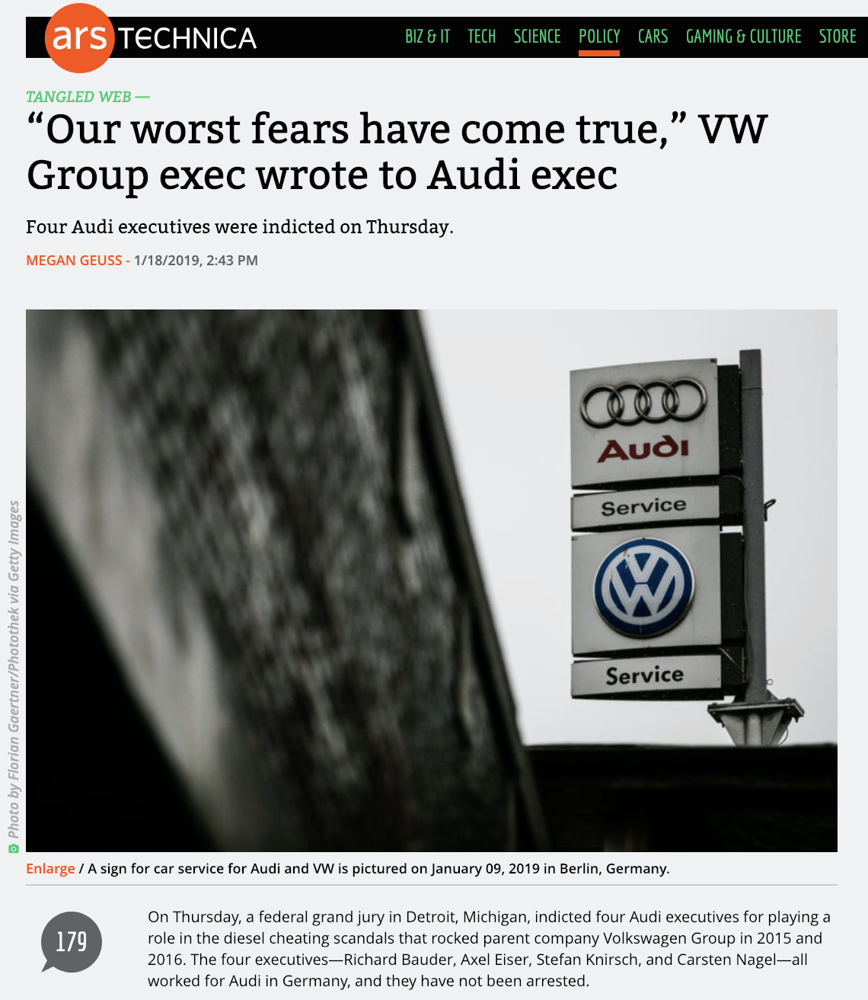 ars TECHNICA
BIZ & IT TECH SCIENCE POLICY CARS GAMING & CULTURE STORE
TANGLED WEB —
“Our worst fears have come true,” VW
Group exec wrote to Audi exec
Four Audi executives were indicted on Thursday.
MEGAN GEUSS - 1/18/2019, 2:43 PM
Audi
Service
VW
Service
Photo by Florian Gaertner/Photothek via Getty Images
Enlarge / A sign for car service for Audi and VW is pictured on January 09, 2019 in Berlin, Germany.
179
On Thursday, a federal grand jury in Detroit, Michigan, indicted four Audi executives for playing a
role in the diesel cheating scandals that rocked parent company Volkswagen Group in 2015 and
2016. The four executives—Richard Bauder, Axel Eiser, Stefan Knirsch, and Carsten Nagel—all
worked for Audi in Germany, and they have not been arrested.